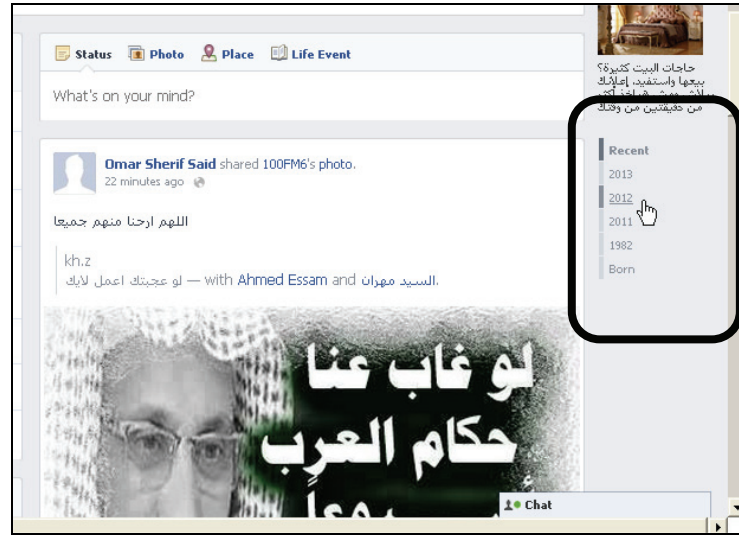 Status Photo Place Life Event
What's on your mind?
Omar Sherif Said shared 100FM6's photo.
22 minutes ago
اللهم ارحنا منهم جميعا
kh.z
لو عجبتك اعمل لايك — with Ahmed Essam and السيد مهران.
لو غاب عنا
حكام العرب
حاجات البيت كتيرة؟
بيعها واستفيد. إعلانك
من دقيقتين من وقتك
Recent
2013
2012
2011
1982
Born
Chat